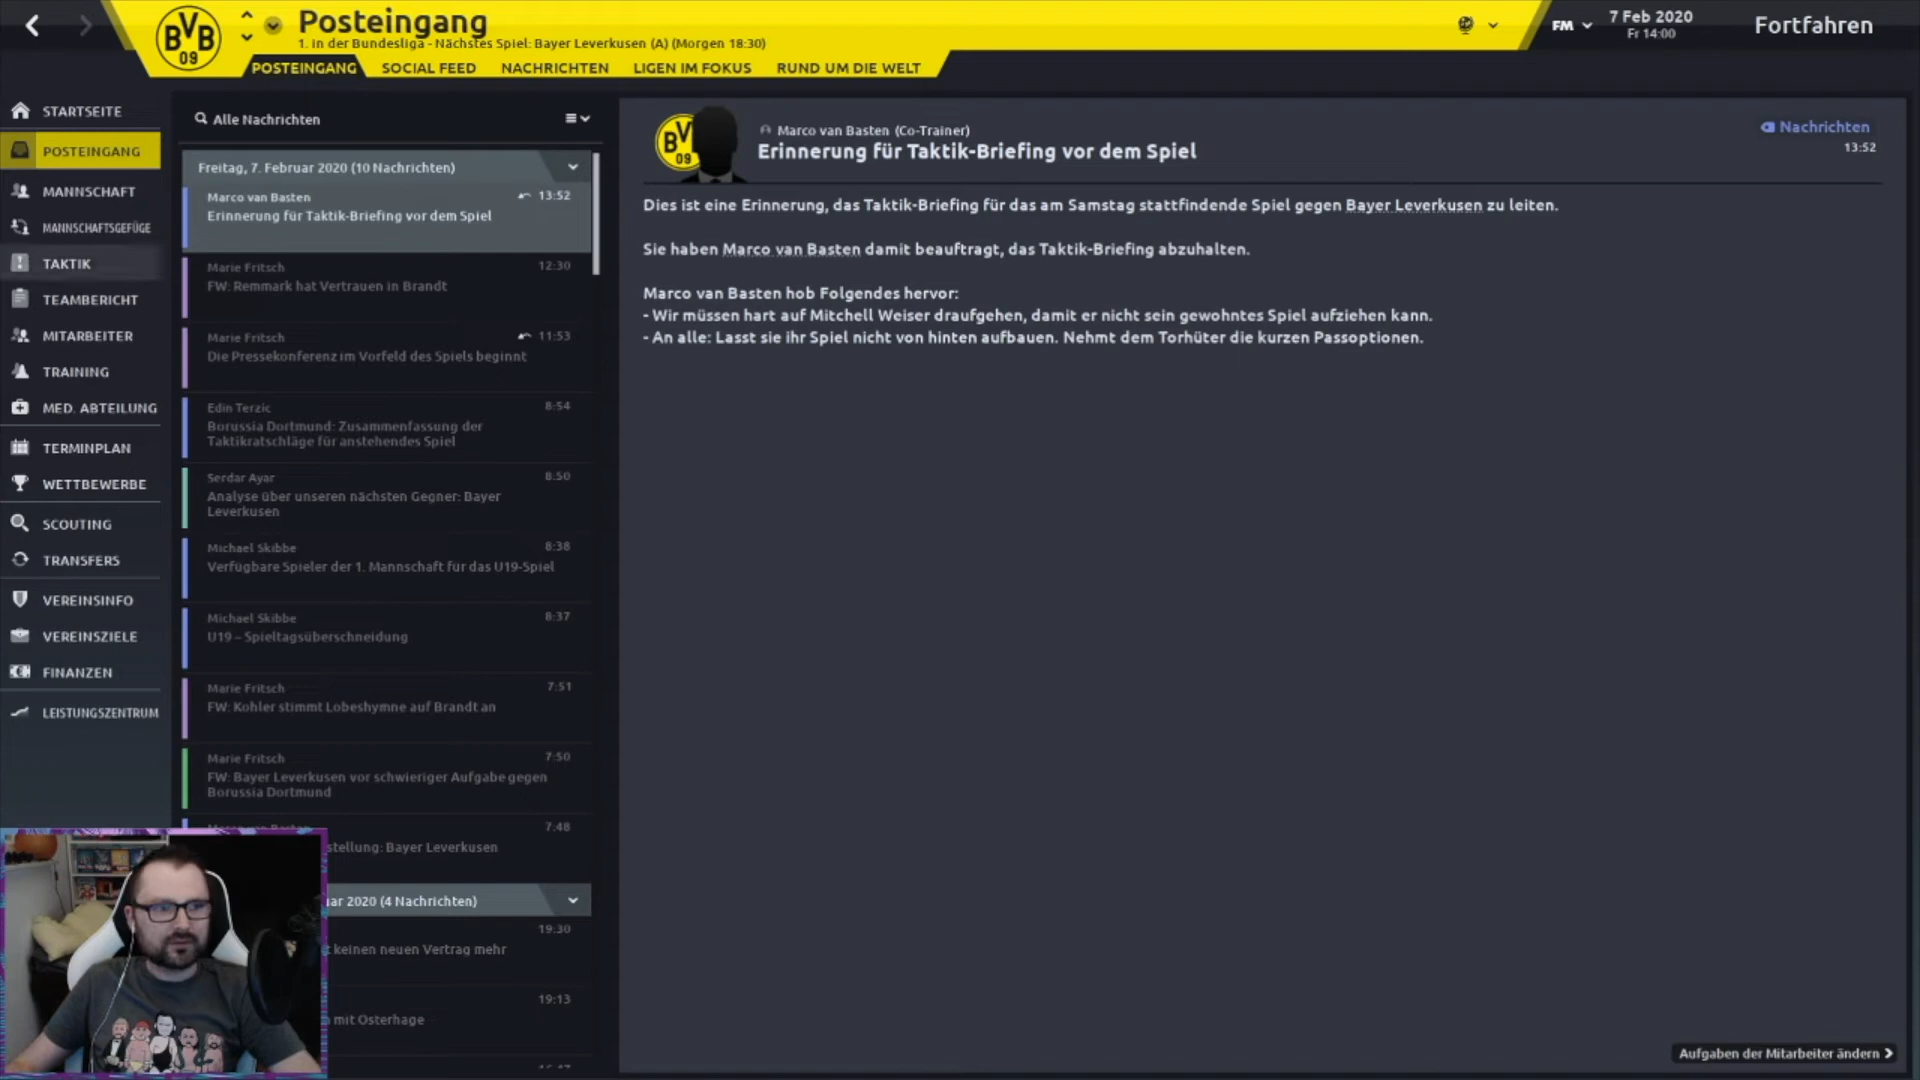 Posteingang
1. in der Bundesliga - Nächstes Spiel: Bayer Leverkusen (A) (Morgen 18:30)
BVB
09
FM
7 Feb 2020
Fr 14:00
Fortfahren
POSTEINGANG
SOCIAL FEED
NACHRICHTEN
LIGEN IM FOKUS
RUND UM DIE WELT
STARTSEITE
POSTEINGANG
MANNSCHAFT
MANNSCHAFTSGEFÜGE
TAKTIK
TEAMBERICHT
MITARBEITER
TRAINING
MED. ABTEILUNG
TERMINPLAN
WETTBEWERBE
SCOUTING
TRANSFERS
VEREINSINFO
VEREINSZIELE
FINANZEN
LEISTUNGSZENTRUM
Alle Nachrichten
Freitag, 7. Februar 2020 (10 Nachrichten)
Marco van Basten 13:52
Erinnerung für Taktik-Briefing vor dem Spiel
Marie Fritsch 12:30
FW: Remmark hat Vertrauen in Brandt
Marie Fritsch 11:53
Die Pressekonferenz im Vorfeld des Spiels beginnt
Edin Terzic 8:54
Borussia Dortmund: Zusammenfassung der
Taktikratschläge für anstehendes Spiel
Serdar Ayar 8:50
Analyse über unseren nächsten Gegner: Bayer
Leverkusen
Michael Skibbe 8:38
Verfügbare Spieler der 1. Mannschaft für das U19-Spiel
Michael Skibbe 8:37
U19 – Spieltagsüberschneidung
Marie Fritsch 7:51
FW: Kohler stimmt Lobeshymne auf Brandt an
Marie Fritsch 7:50
FW: Bayer Leverkusen vor schwieriger Aufgabe gegen
Borussia Dortmund
7:48
stellung: Bayer Leverkusen
2020 (4 Nachrichten)
19:30
keinen neuen Vertrag mehr
19:13
mit Osterhage
BVB
09
Marco van Basten (Co-Trainer)
Erinnerung für Taktik-Briefing vor dem Spiel
Nachrichten
13:52
Dies ist eine Erinnerung, das Taktik-Briefing für das am Samstag stattfindende Spiel gegen Bayer Leverkusen zu leiten.
Sie haben Marco van Basten damit beauftragt, das Taktik-Briefing abzuhalten.
Marco van Basten hob Folgendes hervor:
- Wir müssen hart auf Mitchell Weiser draufgehen, damit er nicht sein gewohntes Spiel aufziehen kann.
- An alle: Lasst sie ihr Spiel nicht von hinten aufbauen. Nehmt dem Torhüter die kurzen Passoptionen.
Aufgaben der Mitarbeiter ändern